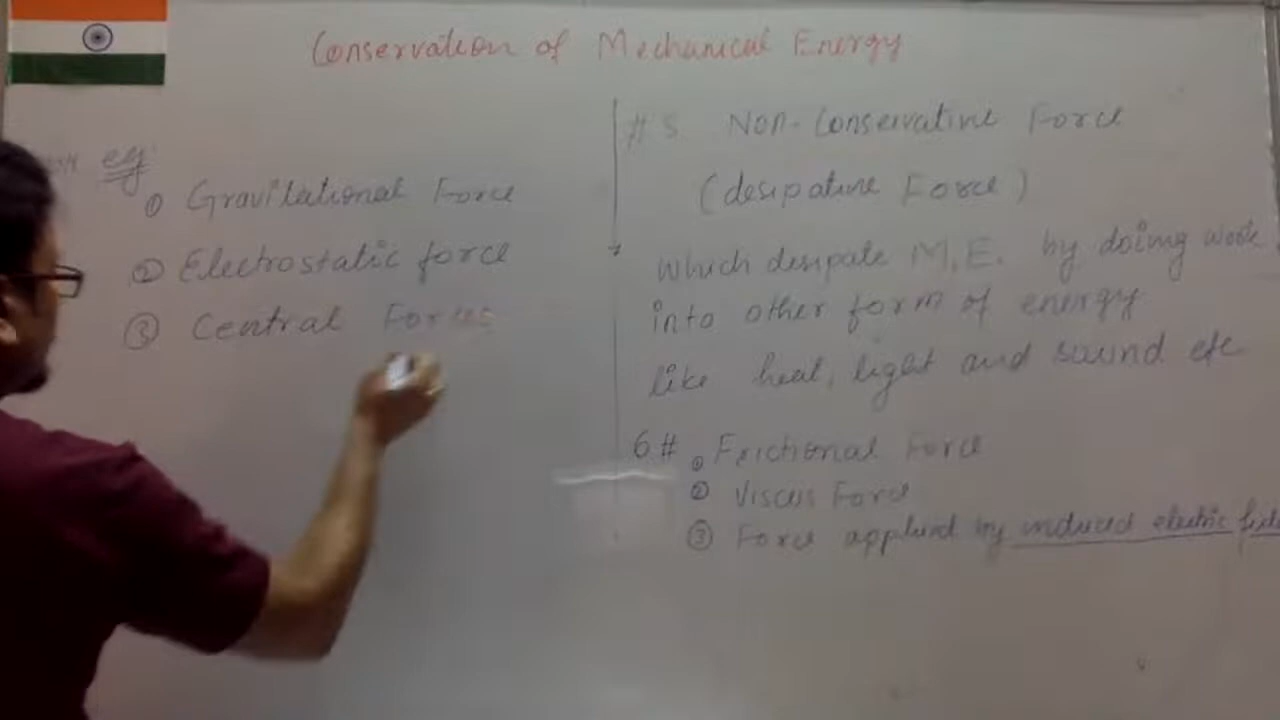 Conservation of Mechanical Energy
eg:
① Gravitational Force
② Electrostatic force
③ Central Forces
# 5. Non-Conservative Force
(desipative Force)
which desipate M.E. by doing work
into other form of energy
like heat, light and sound etc
6.# ① Frictional Force
② Viscus Force
③ Force applied by induced electric